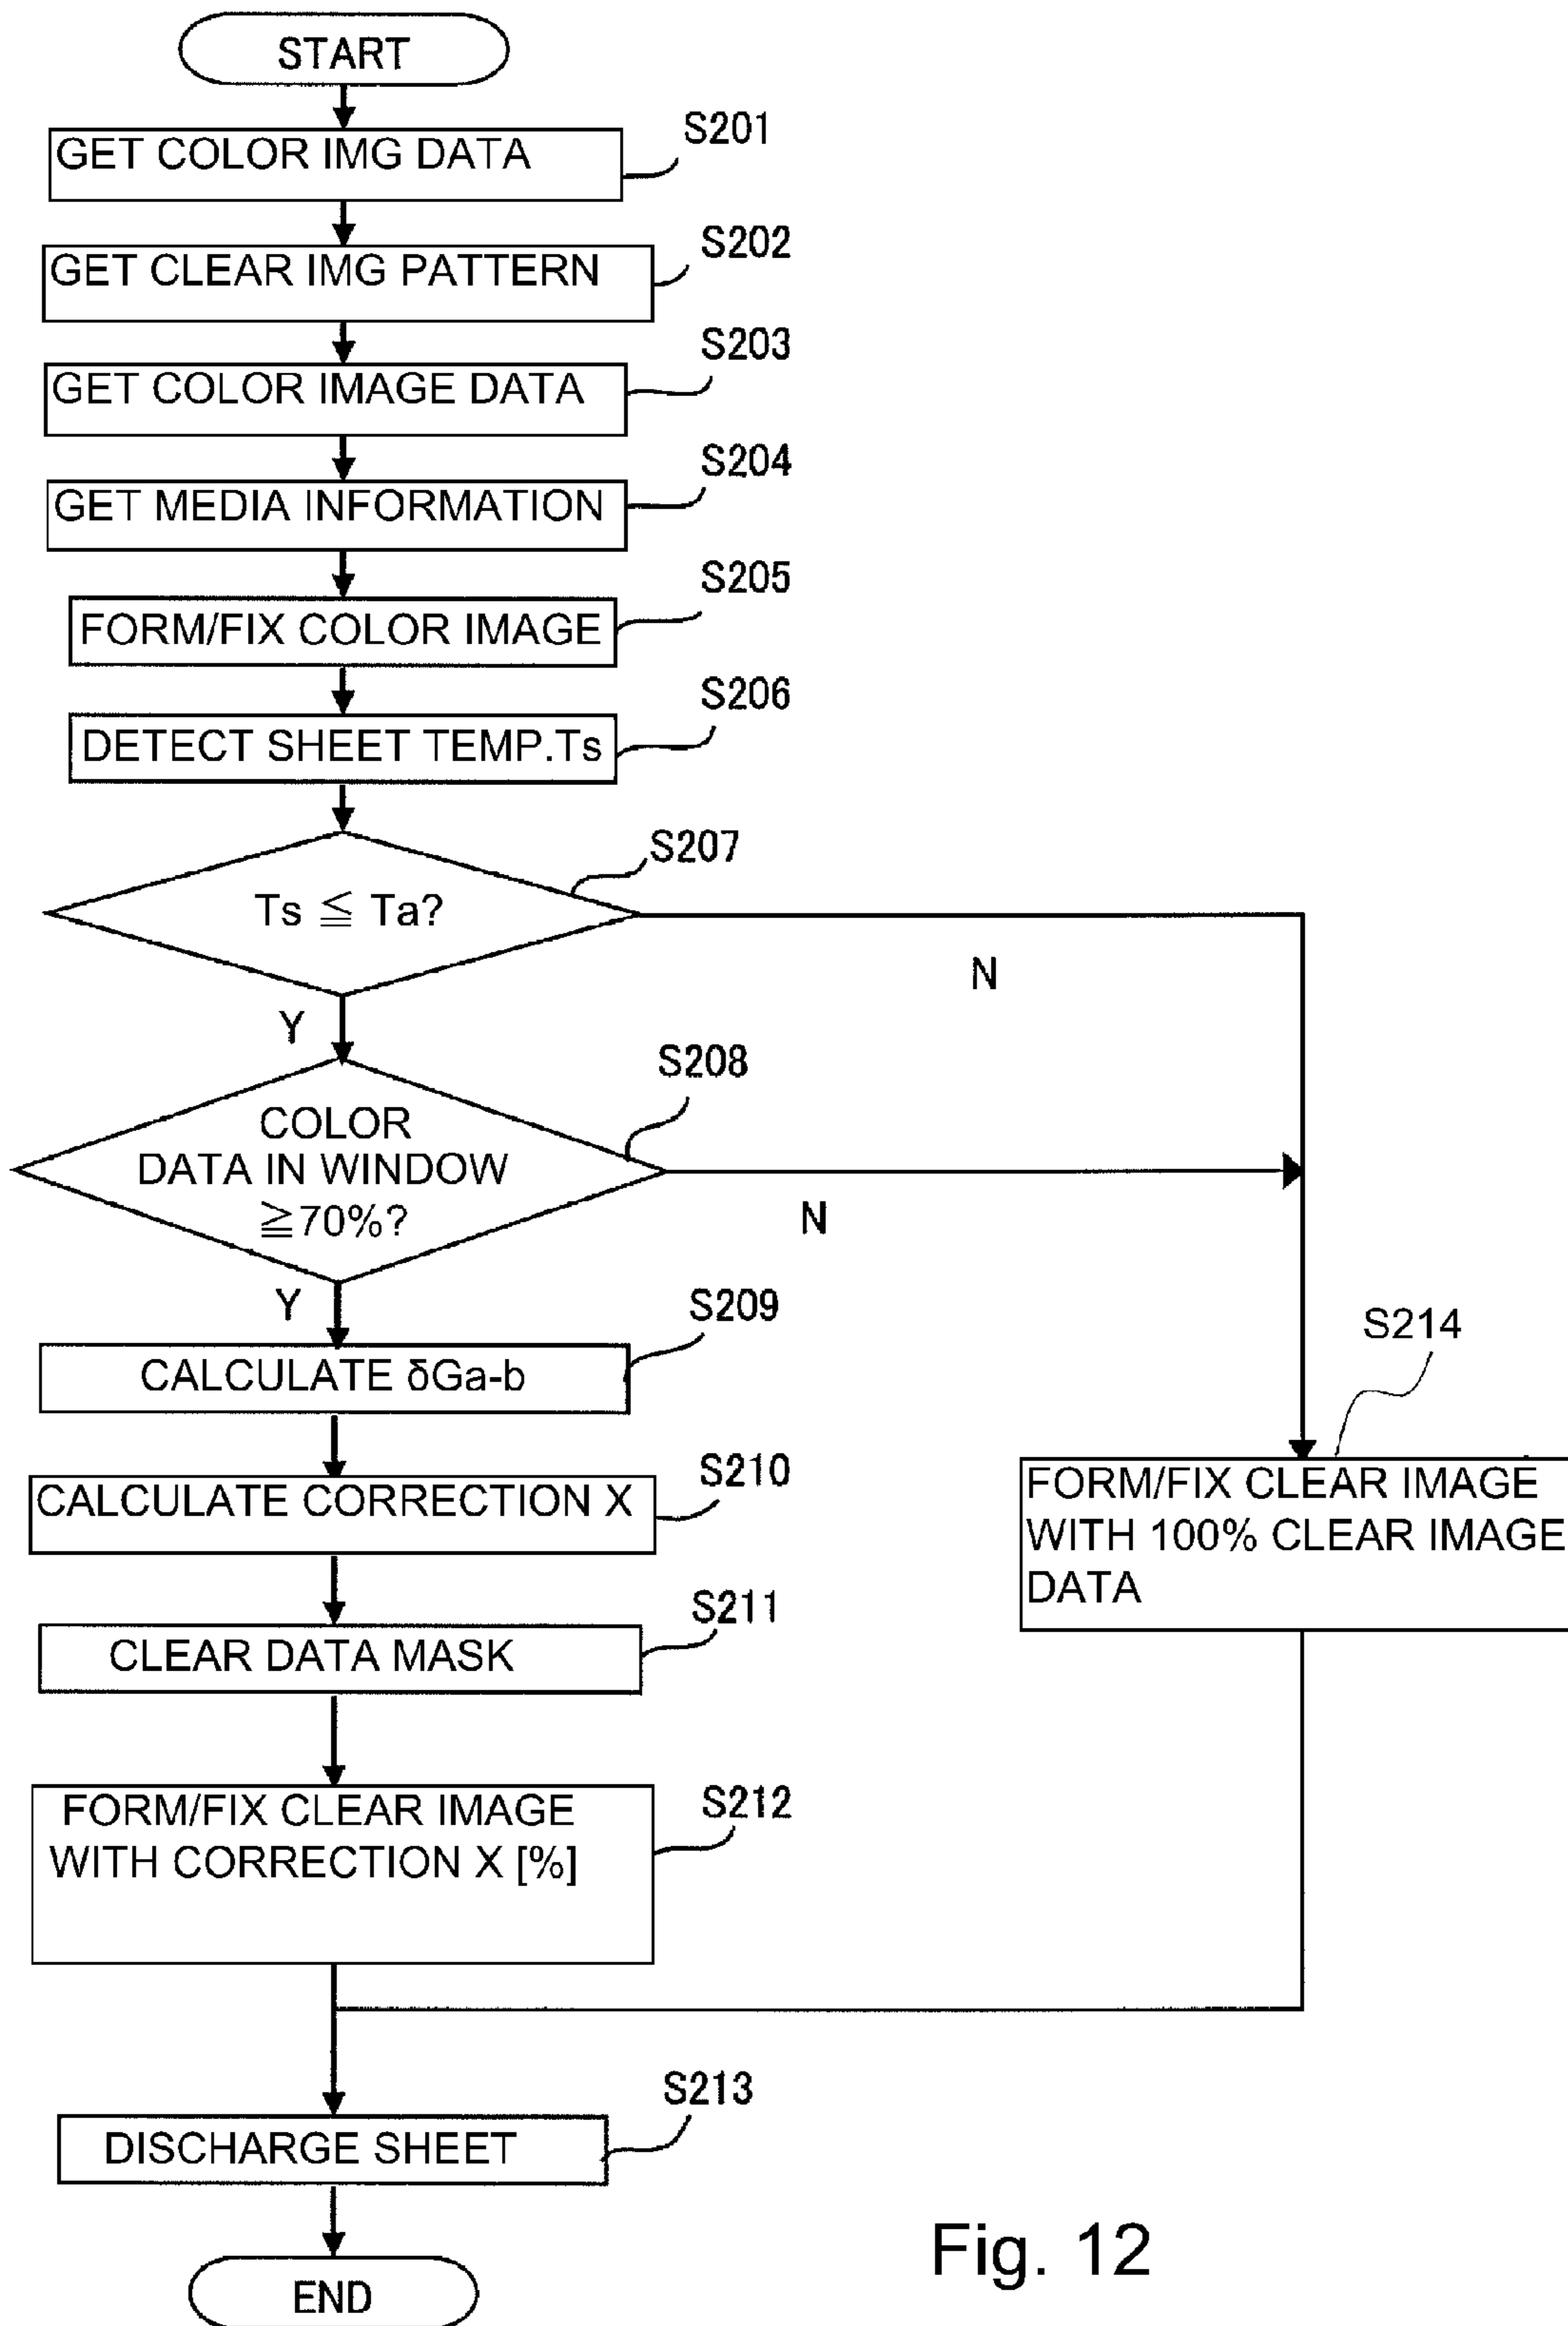 START
GET COLOR IMG DATA
S201
GET CLEAR IMG PATTERN
S202
GET COLOR IMAGE DATA
S203
GET MEDIA INFORMATION
S204
FORM/FIX COLOR IMAGE
S205
DETECT SHEET TEMP.Ts
S206
Ts ≦ Ta?
S207
N
Y
COLOR
DATA IN WINDOW
≧70%?
S208
N
Y
CALCULATE δGa-b
S209
CALCULATE CORRECTION X
S210
CLEAR DATA MASK
S211
FORM/FIX CLEAR IMAGE
WITH CORRECTION X [%]
S212
S214
FORM/FIX CLEAR IMAGE
WITH 100% CLEAR IMAGE
DATA
DISCHARGE SHEET
S213
END
Fig. 12